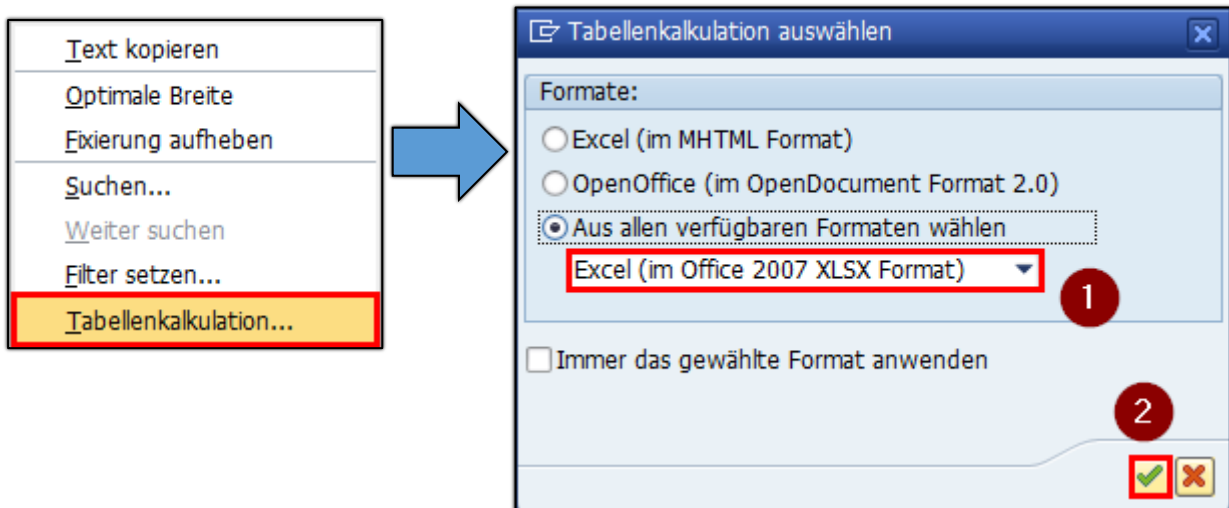 Text kopieren
Optimale Breite
Fixierung aufheben
Suchen...
Weiter suchen
Filter setzen...
Tabellenkalkulation...
Tabellenkalkulation auswählen
Formate:
Excel (im MHTML Format)
OpenOffice (im OpenDocument Format 2.0)
Aus allen verfügbaren Formaten wählen
Excel (im Office 2007 XLSX Format)
1
Immer das gewählte Format anwenden
2